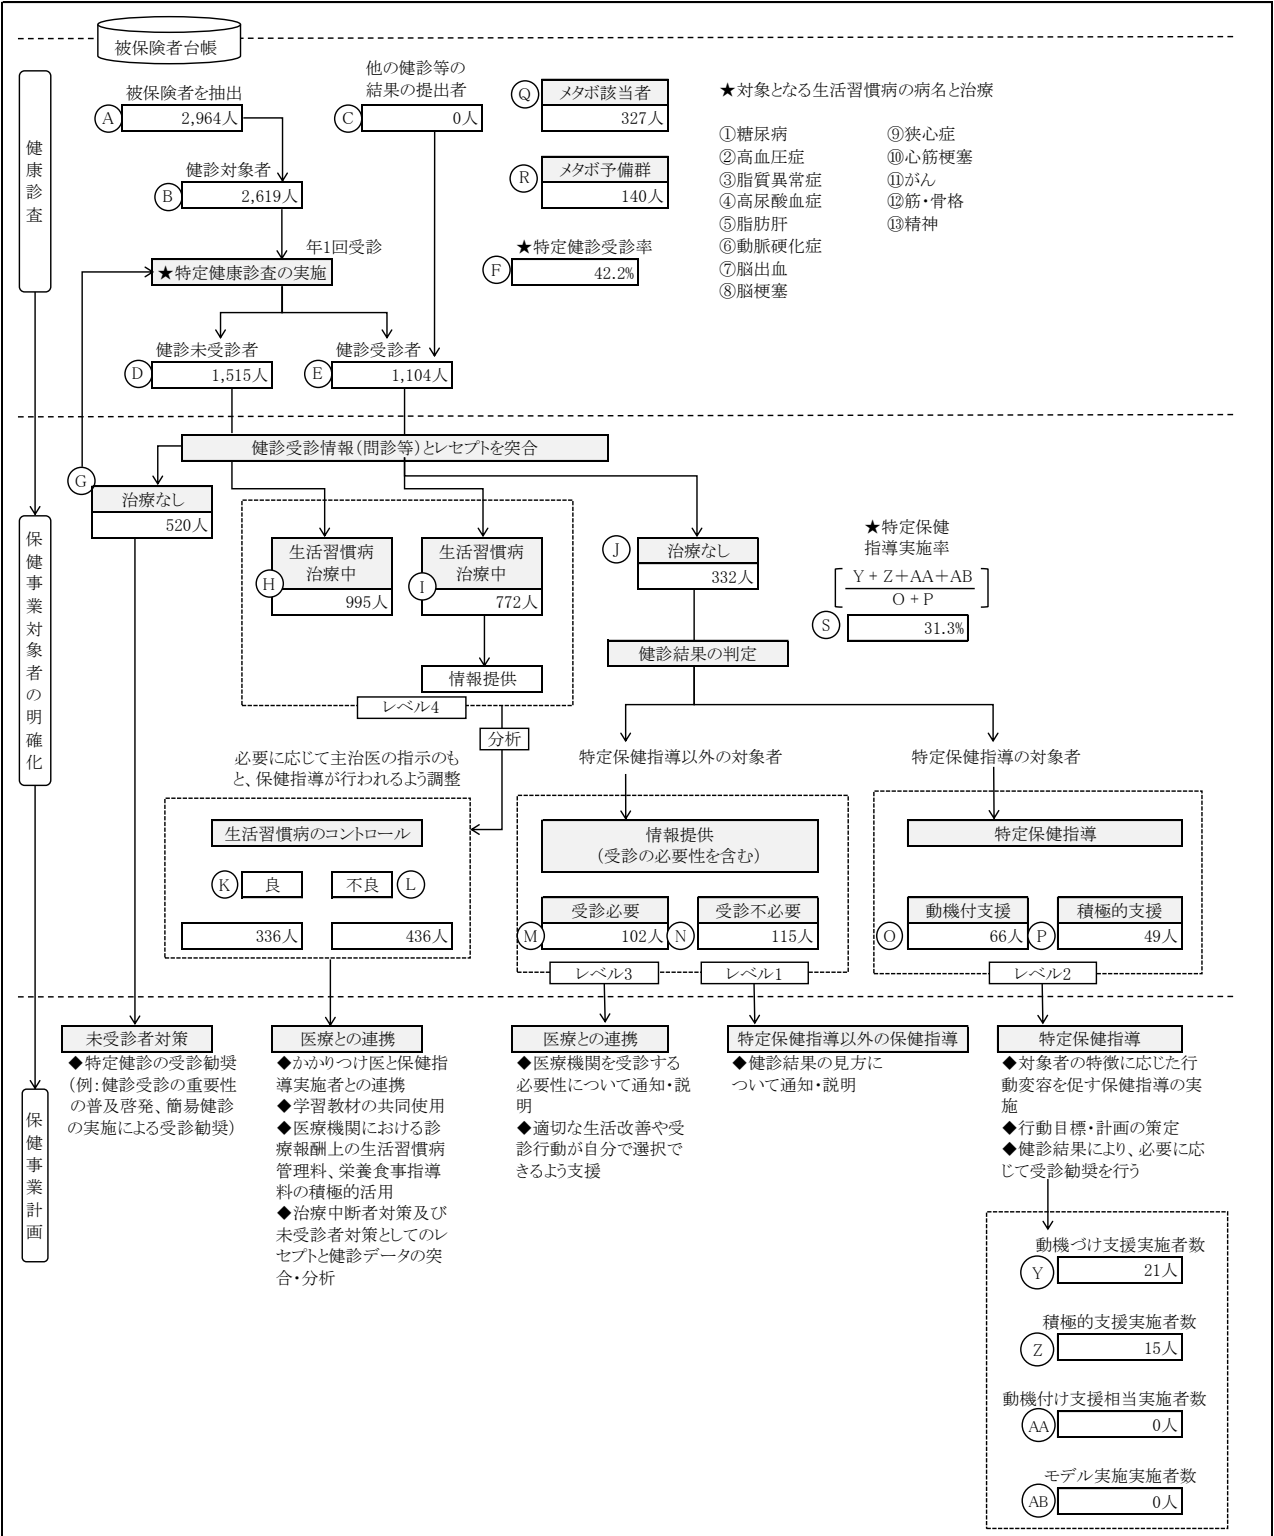 被保険者台帳
健康診査
被保険者を抽出
A
2,964人
他の健診等の
結果の提出者
C
0人
健診対象者
B
2,619人
年1回受診
★特定健康診査の実施
健診未受診者
D
1,515人
健診受診者
E
1,104人
Q
メタボ該当者
327人
R
メタボ予備群
140人
★特定健診受診率
F
42.2%
★対象となる生活習慣病の病名と治療
①糖尿病
②高血圧症
③脂質異常症
④高尿酸血症
⑤脂肪肝
⑥動脈硬化症
⑦脳出血
⑧脳梗塞
⑨狭心症
⑩心筋梗塞
⑪がん
⑫筋・骨格
⑬精神
保健事業対象者の明確化
健診受診情報(問診等)とレセプトを突合
G
治療なし
520人
生活習慣病
治療中
H
995人
生活習慣病
治療中
I
772人
情報提供
レベル4
分析
J
治療なし
332人
健診結果の判定
★特定保健
指導実施率
Y + Z+AA+AB
O + P
S
31.3%
必要に応じて主治医の指示のも
と、保健指導が行われるよう調整
特定保健指導以外の対象者
特定保健指導の対象者
生活習慣病のコントロール
K
良
不良
L
336人
436人
情報提供
(受診の必要性を含む)
受診必要
M
102人
受診不必要
N
115人
レベル3
レベル1
特定保健指導
動機付支援
O
66人
積極的支援
P
49人
レベル2
保健事業計画
未受診者対策
◆特定健診の受診勧奨
(例:健診受診の重要性
の普及啓発、簡易健診
の実施による受診勧奨)
医療との連携
◆かかりつけ医と保健指
導実施者との連携
◆学習教材の共同使用
◆医療機関における診
療報酬上の生活習慣病
管理料、栄養食事指導
料の積極的活用
◆治療中断者対策及び
未受診者対策としてのレ
セプトと健診データの突
合・分析
医療との連携
◆医療機関を受診する
必要性について通知・説
明
◆適切な生活改善や受
診行動が自分で選択で
きるよう支援
特定保健指導以外の保健指導
◆健診結果の見方に
ついて通知・説明
特定保健指導
◆対象者の特徴に応じた行
動変容を促す保健指導の実
施
◆行動目標・計画の策定
◆健診結果により、必要に応
じて受診勧奨を行う
動機づけ支援実施者数
Y
21人
積極的支援実施者数
Z
15人
動機付け支援相当実施者数
AA
0人
モデル実施実施者数
AB
0人